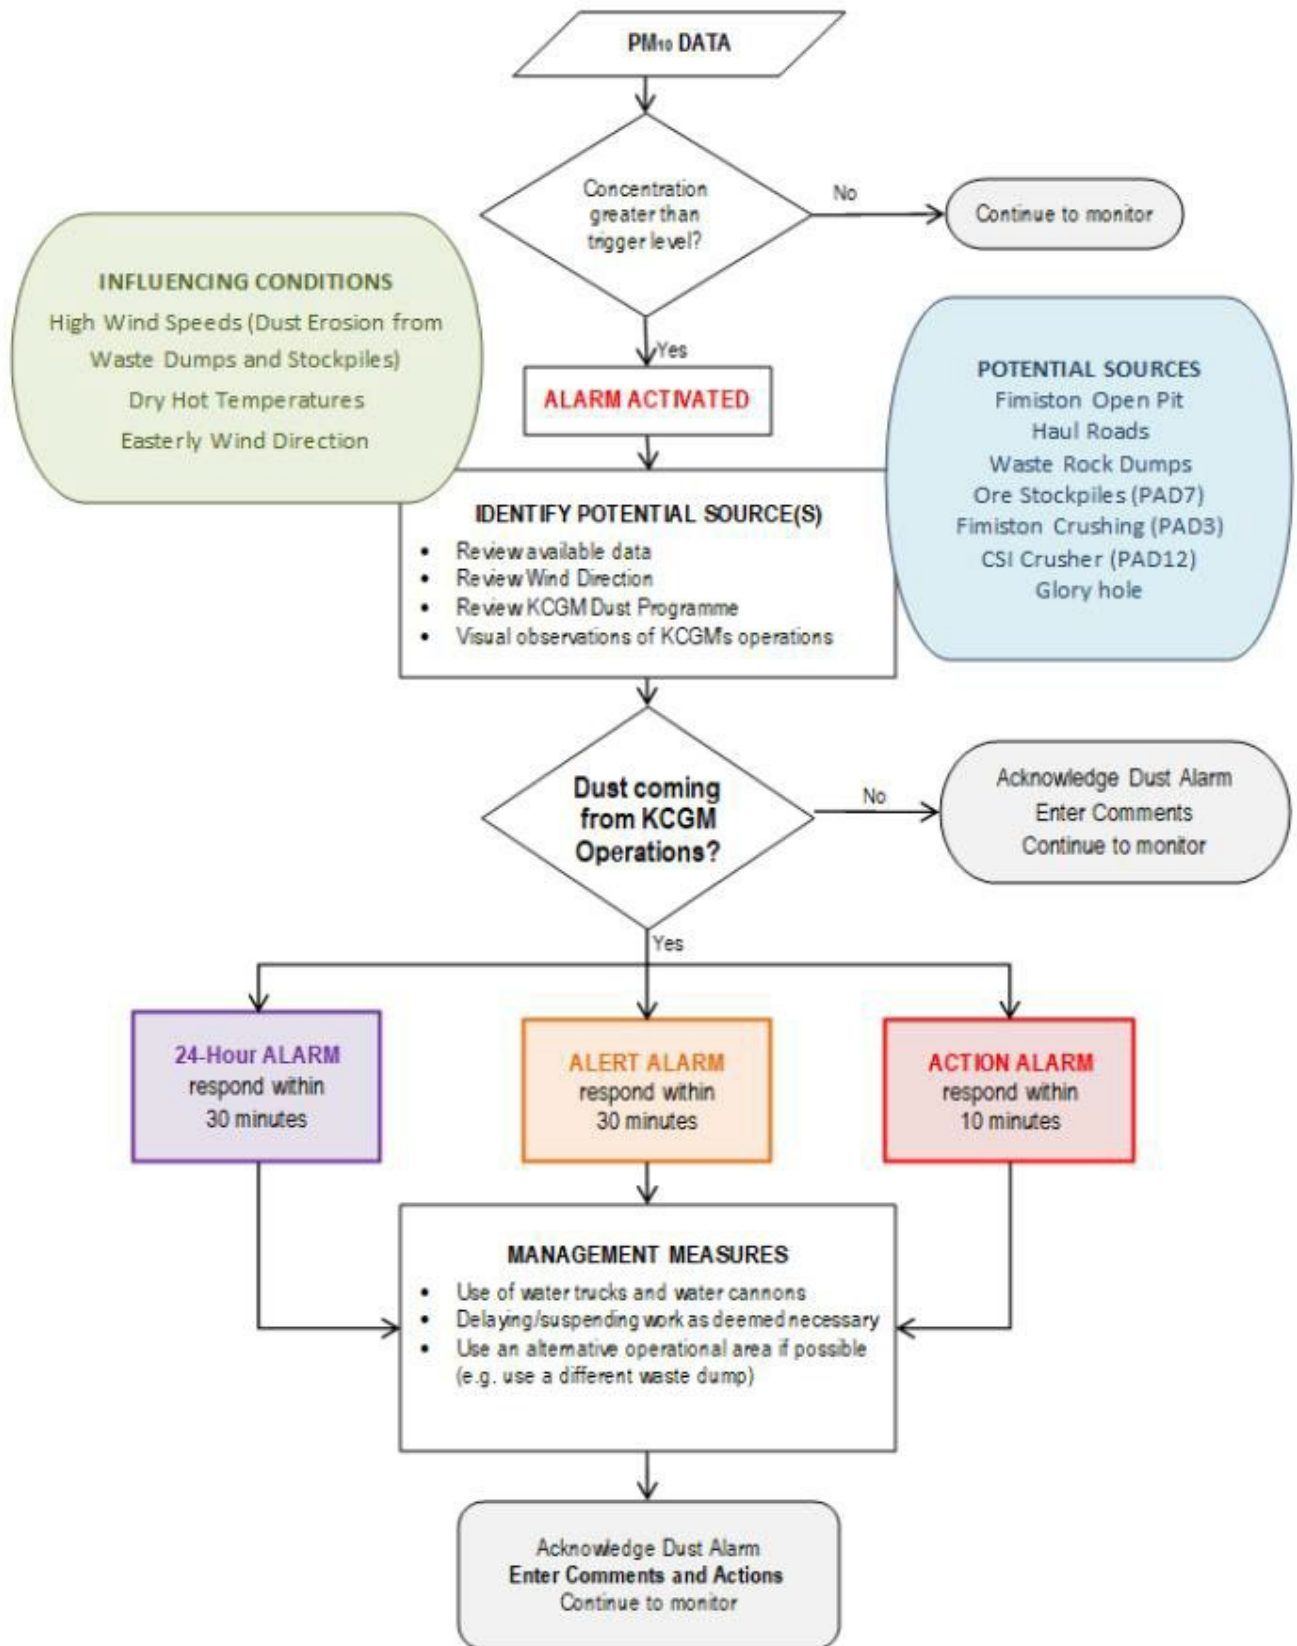 PM₁₀ DATA
Concentration
greater than
trigger level?
No
Continue to monitor
INFLUENCING CONDITIONS
High Wind Speeds (Dust Erosion from
Waste Dumps and Stockpiles)
Dry Hot Temperatures
Easterly Wind Direction
Yes
ALARM ACTIVATED
POTENTIAL SOURCES
Fimiston Open Pit
Haul Roads
Waste Rock Dumps
Ore Stockpiles (PAD7)
Fimiston Crushing (PAD3)
CSI Crusher (PAD12)
Glory hole
IDENTIFY POTENTIAL SOURCE(S)
• Review available data
• Review Wind Direction
• Review KCGM Dust Programme
• Visual observations of KCGM's operations
Dust coming
from KCGM
Operations?
No
Acknowledge Dust Alarm
Enter Comments
Continue to monitor
Yes
24-Hour ALARM
respond within
30 minutes
ALERT ALARM
respond within
30 minutes
ACTION ALARM
respond within
10 minutes
MANAGEMENT MEASURES
• Use of water trucks and water cannons
• Delaying/suspending work as deemed necessary
• Use an alternative operational area if possible
(e.g. use a different waste dump)
Acknowledge Dust Alarm
Enter Comments and Actions
Continue to monitor